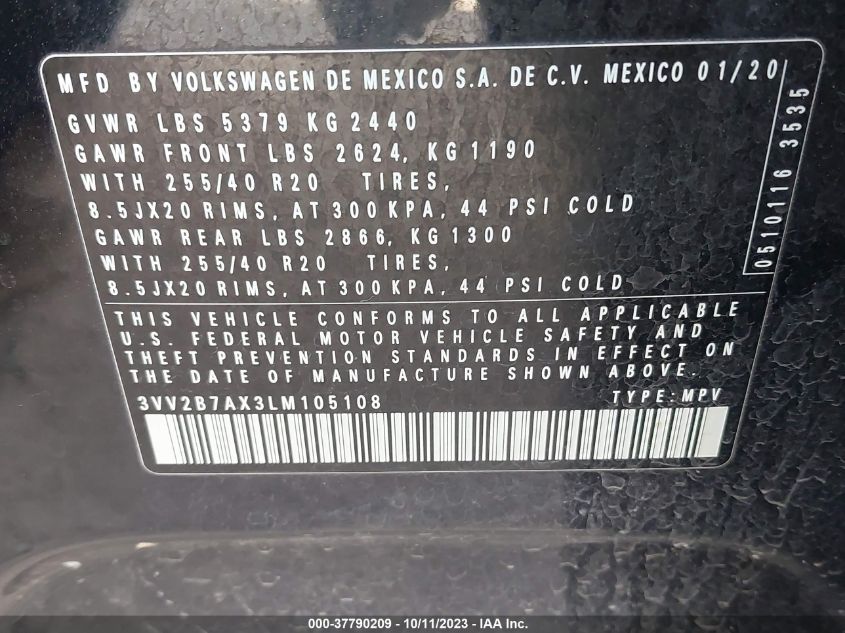 MFD BY VOLKSWAGEN DE MEXICO S.A. DE C.V. MEXICO 01/20
GVWR LBS 5379 KG 2440
GAWR FRONT LBS 2624, KG 1190
WITH 255/40 R20 TIRES,
8.5JX20 RIMS, AT 300 KPA, 44 PSI COLD
GAWR REAR LBS 2866, KG 1300
WITH 255/40 R20 TIRES,
8.5JX20 RIMS, AT 300 KPA, 44 PSI COLD
0510116 3535
THIS VEHICLE CONFORMS TO ALL APPLICABLE
U.S. FEDERAL MOTOR VEHICLE SAFETY AND
THEFT PREVENTION STANDARDS IN EFFECT ON
THE DATE OF MANUFACTURE SHOWN ABOVE.
3VV2B7AX3LM105108 TYPE: MPV
000-37790209 - 10/11/2023 - IAA Inc.